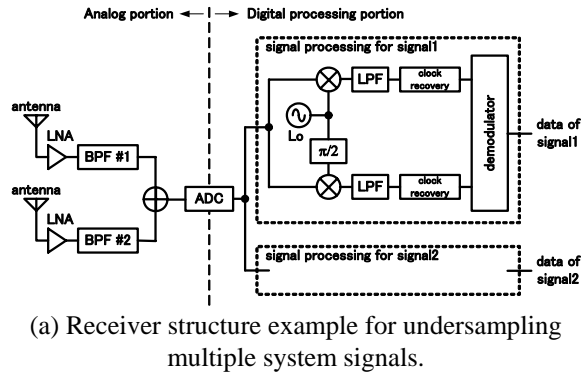 Analog portion
Digital processing portion
signal processing for signal1
antenna
LNA
BPF #1
antenna
LNA
BPF #2
ADC
Lo
π/2
LPF
clock
recovery
LPF
clock
recovery
demodulator
data of
signal1
signal processing for signal2
data of
signal2
(a) Receiver structure example for undersampling
multiple system signals.